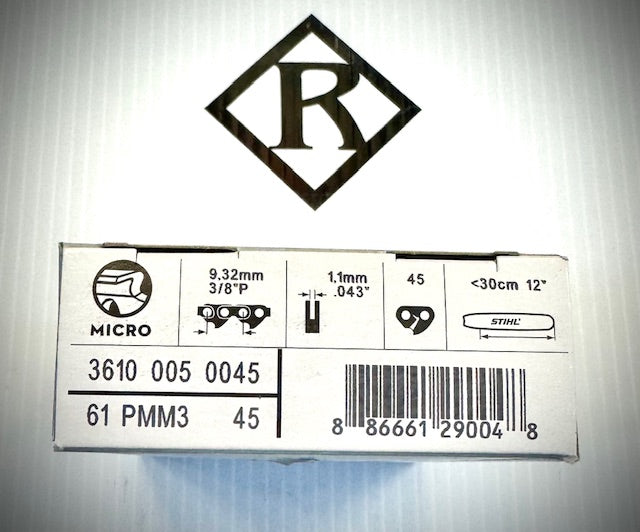 R
9.32mm
3/8"P
1.1mm
.043"
45
<30cm 12"
STIHL
MICRO
3610 005 0045
61 PMM3 45
8 86661 29004 8